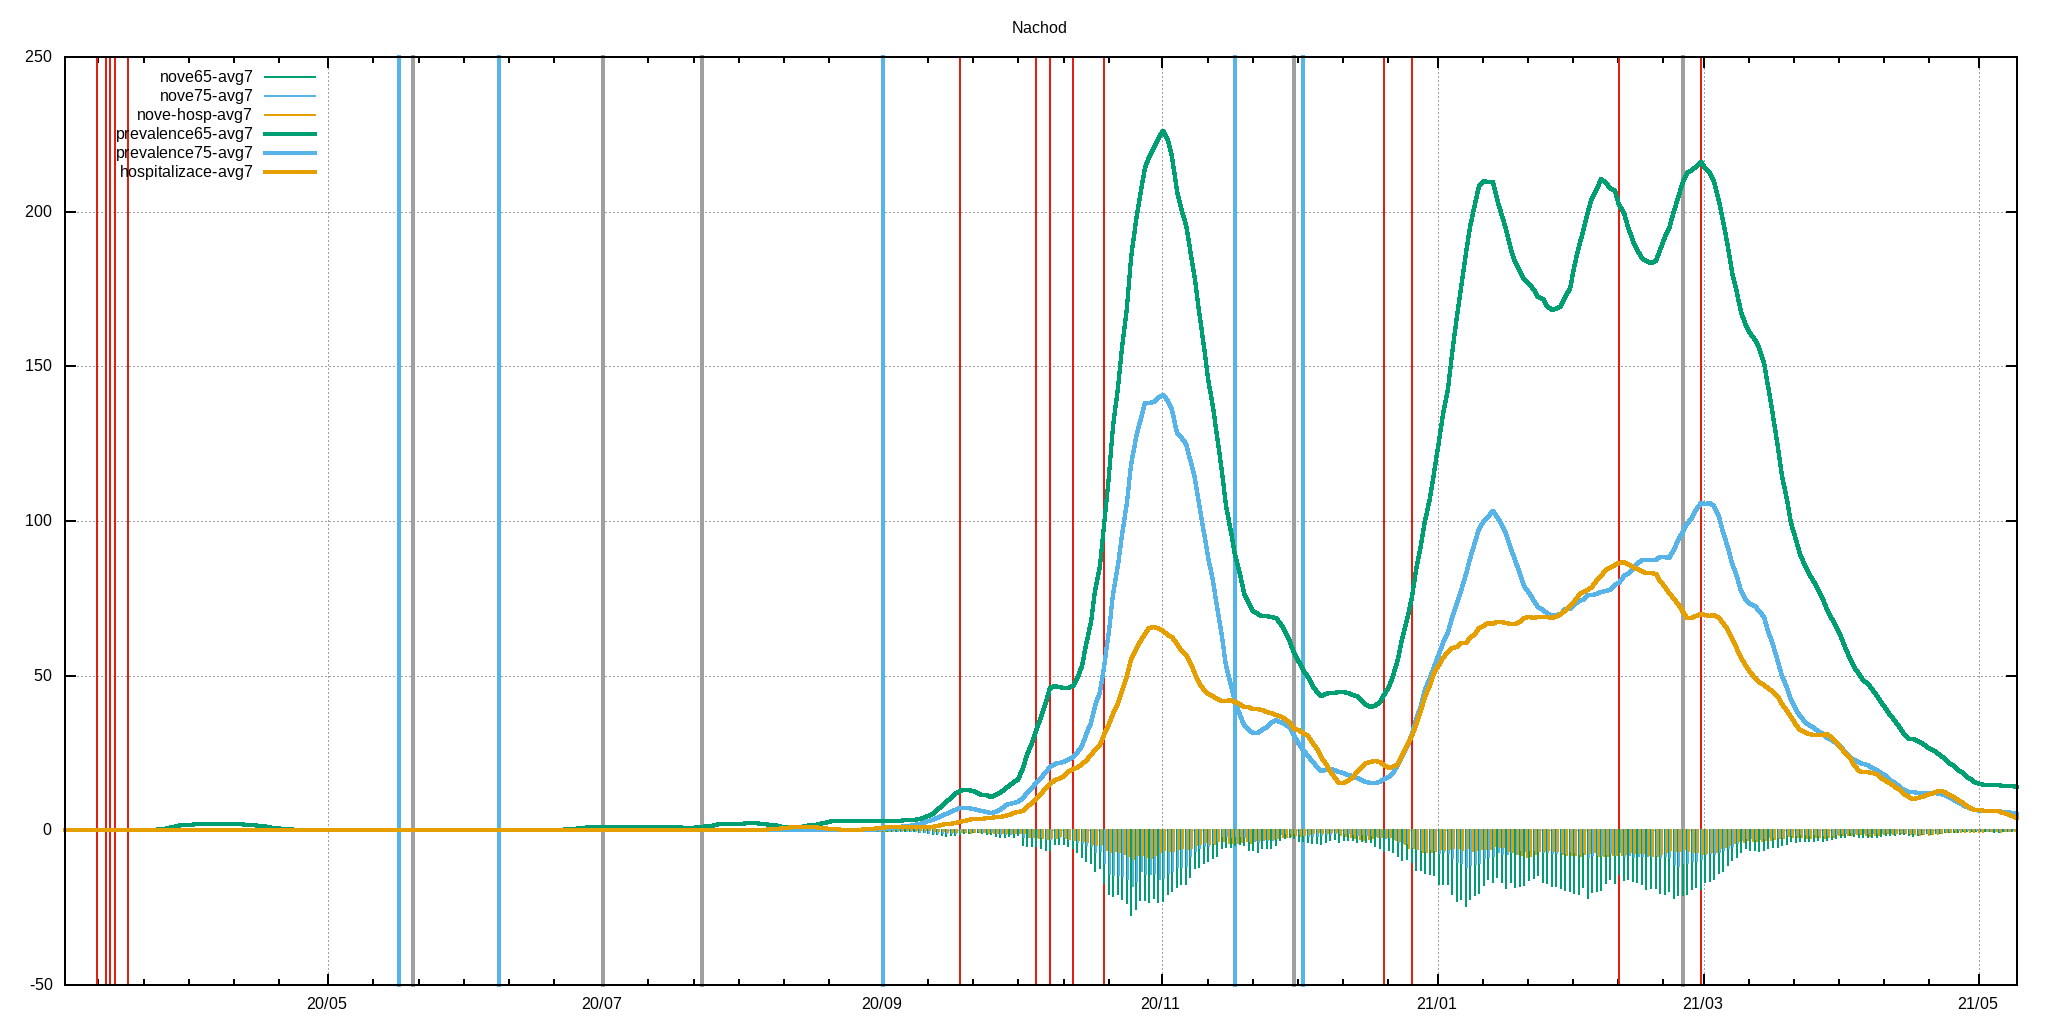 Nachod
250
200
150
100
50
0
-50
nove65-avg7
nove75-avg7
nove-hosp-avg7
prevalence65-avg7
prevalence75-avg7
hospitalizace-avg7
20/05 20/07 20/09 20/11 21/01 21/03 21/05